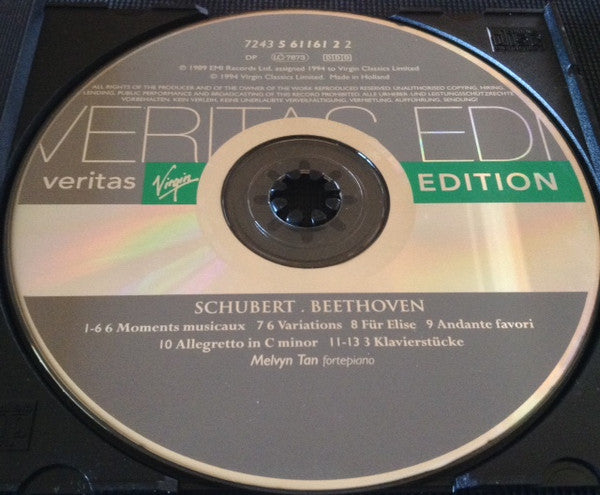 7243 5 61161 2 2
DP LC 7873 DDD
℗ 1989 EMI Records Ltd, assigned 1994 to Virgin Classics Limited
© 1994 Virgin Classics Limited. Made in Holland
ALL RIGHTS OF THE PRODUCER AND OF THE OWNER OF THE WORK REPRODUCED RESERVED UNAUTHORISED COPYING, HIRING,
LENDING, PUBLIC PERFORMANCE AND BROADCASTING OF THIS RECORD PROHIBITED. ALLE URHEBER- UND LEISTUNGSSCHUTZRECHTE
VORBEHALTEN. KEIN VERLEIH, KEINE UNERLAUBTE VERVIELFÄLTIGUNG, VERMIETUNG, AUFFÜHRUNG, SENDUNG!
VERITAS EDI
veritas Virgin EDITION
SCHUBERT . BEETHOVEN
1-6 6 Moments musicaux 7 6 Variations 8 Für Elise 9 Andante favori
10 Allegretto in C minor 11-13 3 Klavierstücke
Melvyn Tan fortepiano